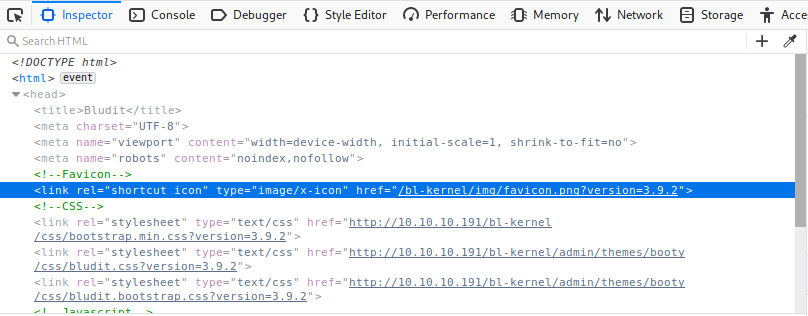 Inspector Console Debugger Style Editor Performance Memory Network Storage Acce
Search HTML
<!DOCTYPE html>
<html> event
<head>
<title>Bludit</title>
<meta charset="UTF-8">
<meta name="viewport" content="width=device-width, initial-scale=1, shrink-to-fit=no">
<meta name="robots" content="noindex,nofollow">
<!--Favicon-->
<link rel="shortcut icon" type="image/x-icon" href="/bl-kernel/img/favicon.png?version=3.9.2">
<!--CSS-->
<link rel="stylesheet" type="text/css" href="http://10.10.10.191/bl-kernel
/css/bootstrap.min.css?version=3.9.2">
<link rel="stylesheet" type="text/css" href="http://10.10.10.191/bl-kernel/admin/themes/booty
/css/bludit.css?version=3.9.2">
<link rel="stylesheet" type="text/css" href="http://10.10.10.191/bl-kernel/admin/themes/booty
/css/bludit.bootstrap.css?version=3.9.2">
<!--Javascript-->